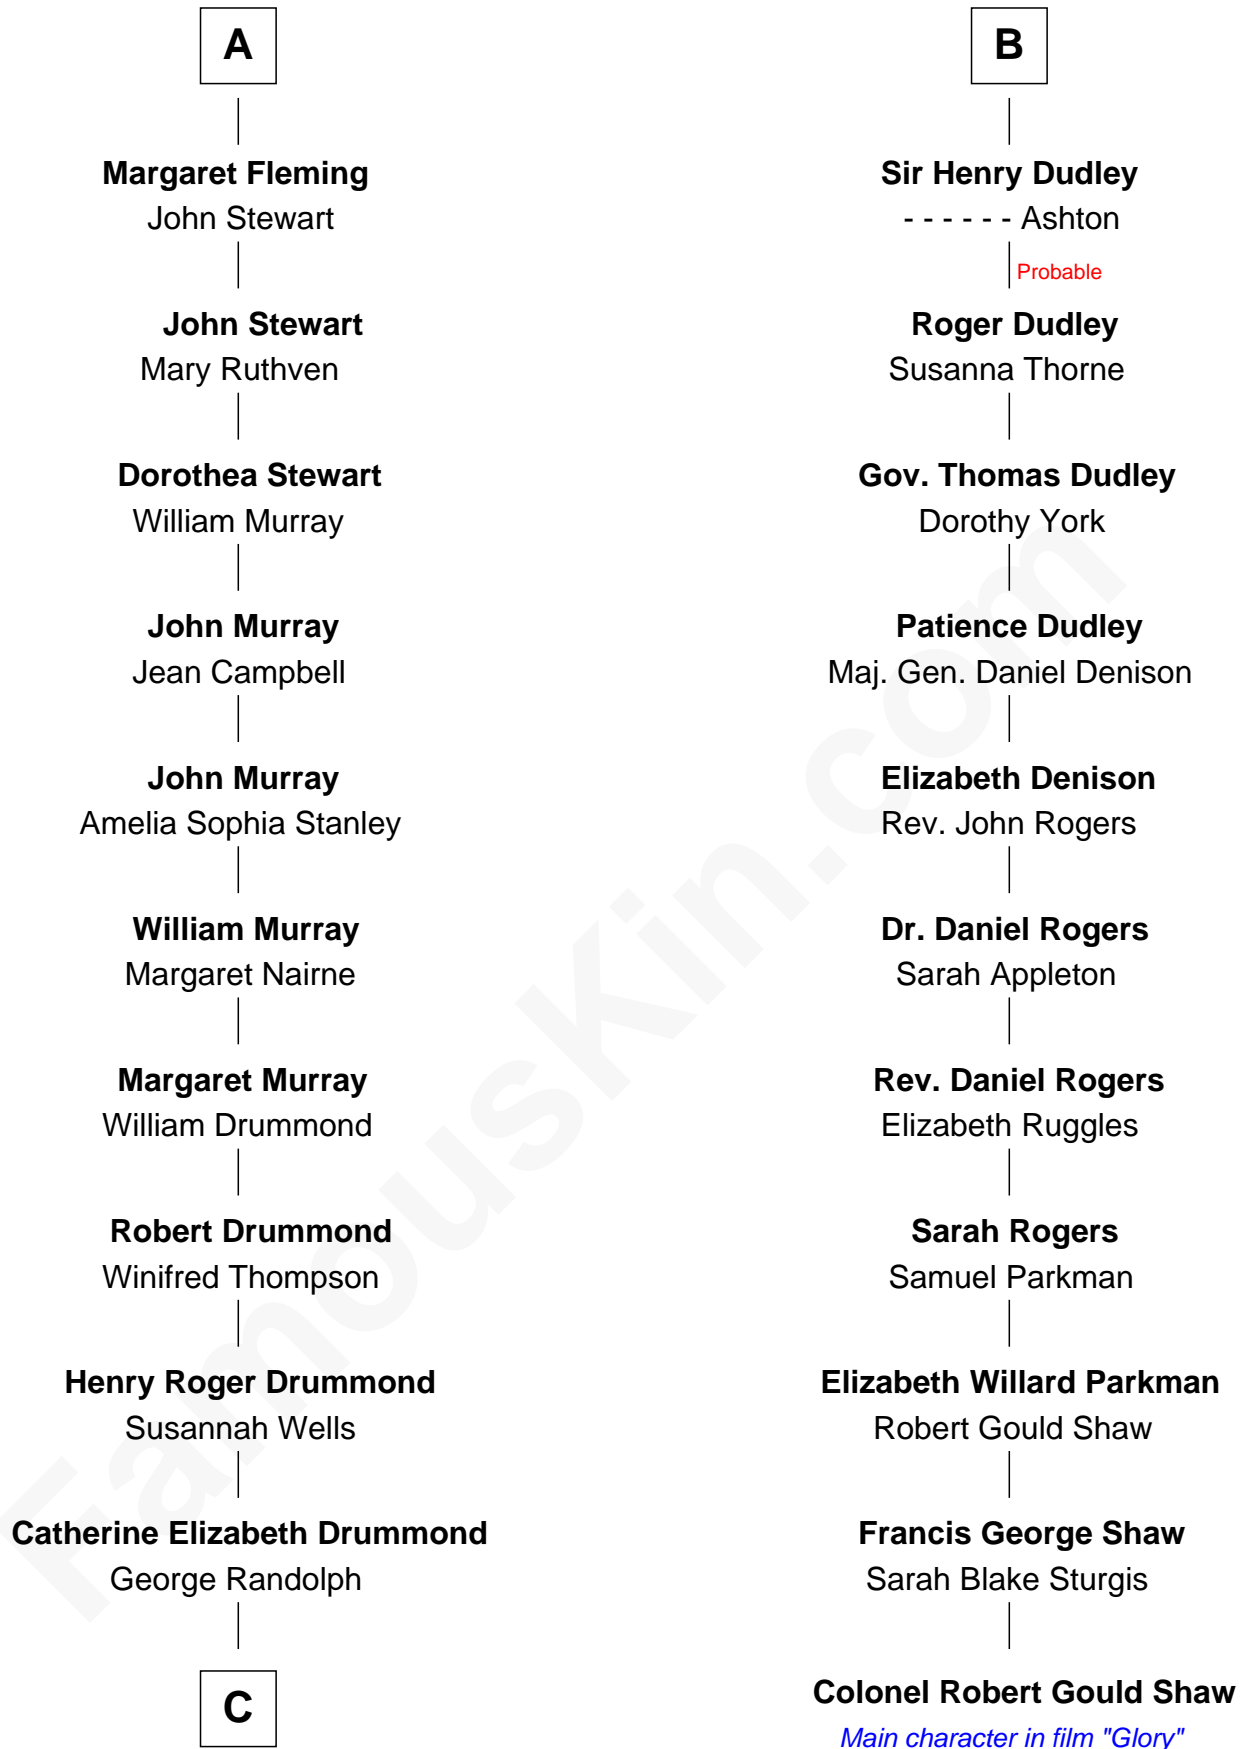 A
Margaret Fleming
John Stewart
John Stewart
Mary Ruthven
Dorothea Stewart
William Murray
John Murray
Jean Campbell
John Murray
Amelia Sophia Stanley
William Murray
Margaret Nairne
Margaret Murray
William Drummond
Robert Drummond
Winifred Thompson
Henry Roger Drummond
Susannah Wells
Catherine Elizabeth Drummond
George Randolph
C
B
Sir Henry Dudley
- - - - - - Ashton
Probable
Roger Dudley
Susanna Thorne
Gov. Thomas Dudley
Dorothy York
Patience Dudley
Maj. Gen. Daniel Denison
Elizabeth Denison
Rev. John Rogers
Dr. Daniel Rogers
Sarah Appleton
Rev. Daniel Rogers
Elizabeth Ruggles
Sarah Rogers
Samuel Parkman
Elizabeth Willard Parkman
Robert Gould Shaw
Francis George Shaw
Sarah Blake Sturgis
Colonel Robert Gould Shaw
Main character in film "Glory"
FamousKin.com